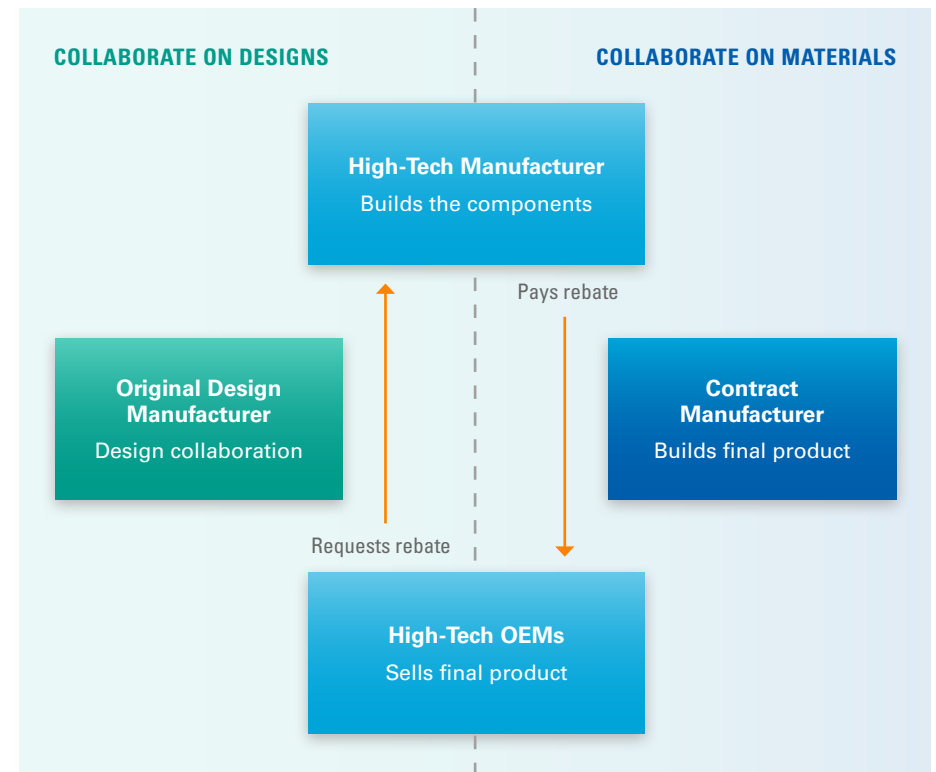 COLLABORATE ON DESIGNS
COLLABORATE ON MATERIALS
High-Tech Manufacturer
Builds the components
Pays rebate
Original Design
Manufacturer
Design collaboration
Contract
Manufacturer
Builds final product
Requests rebate
High-Tech OEMs
Sells final product